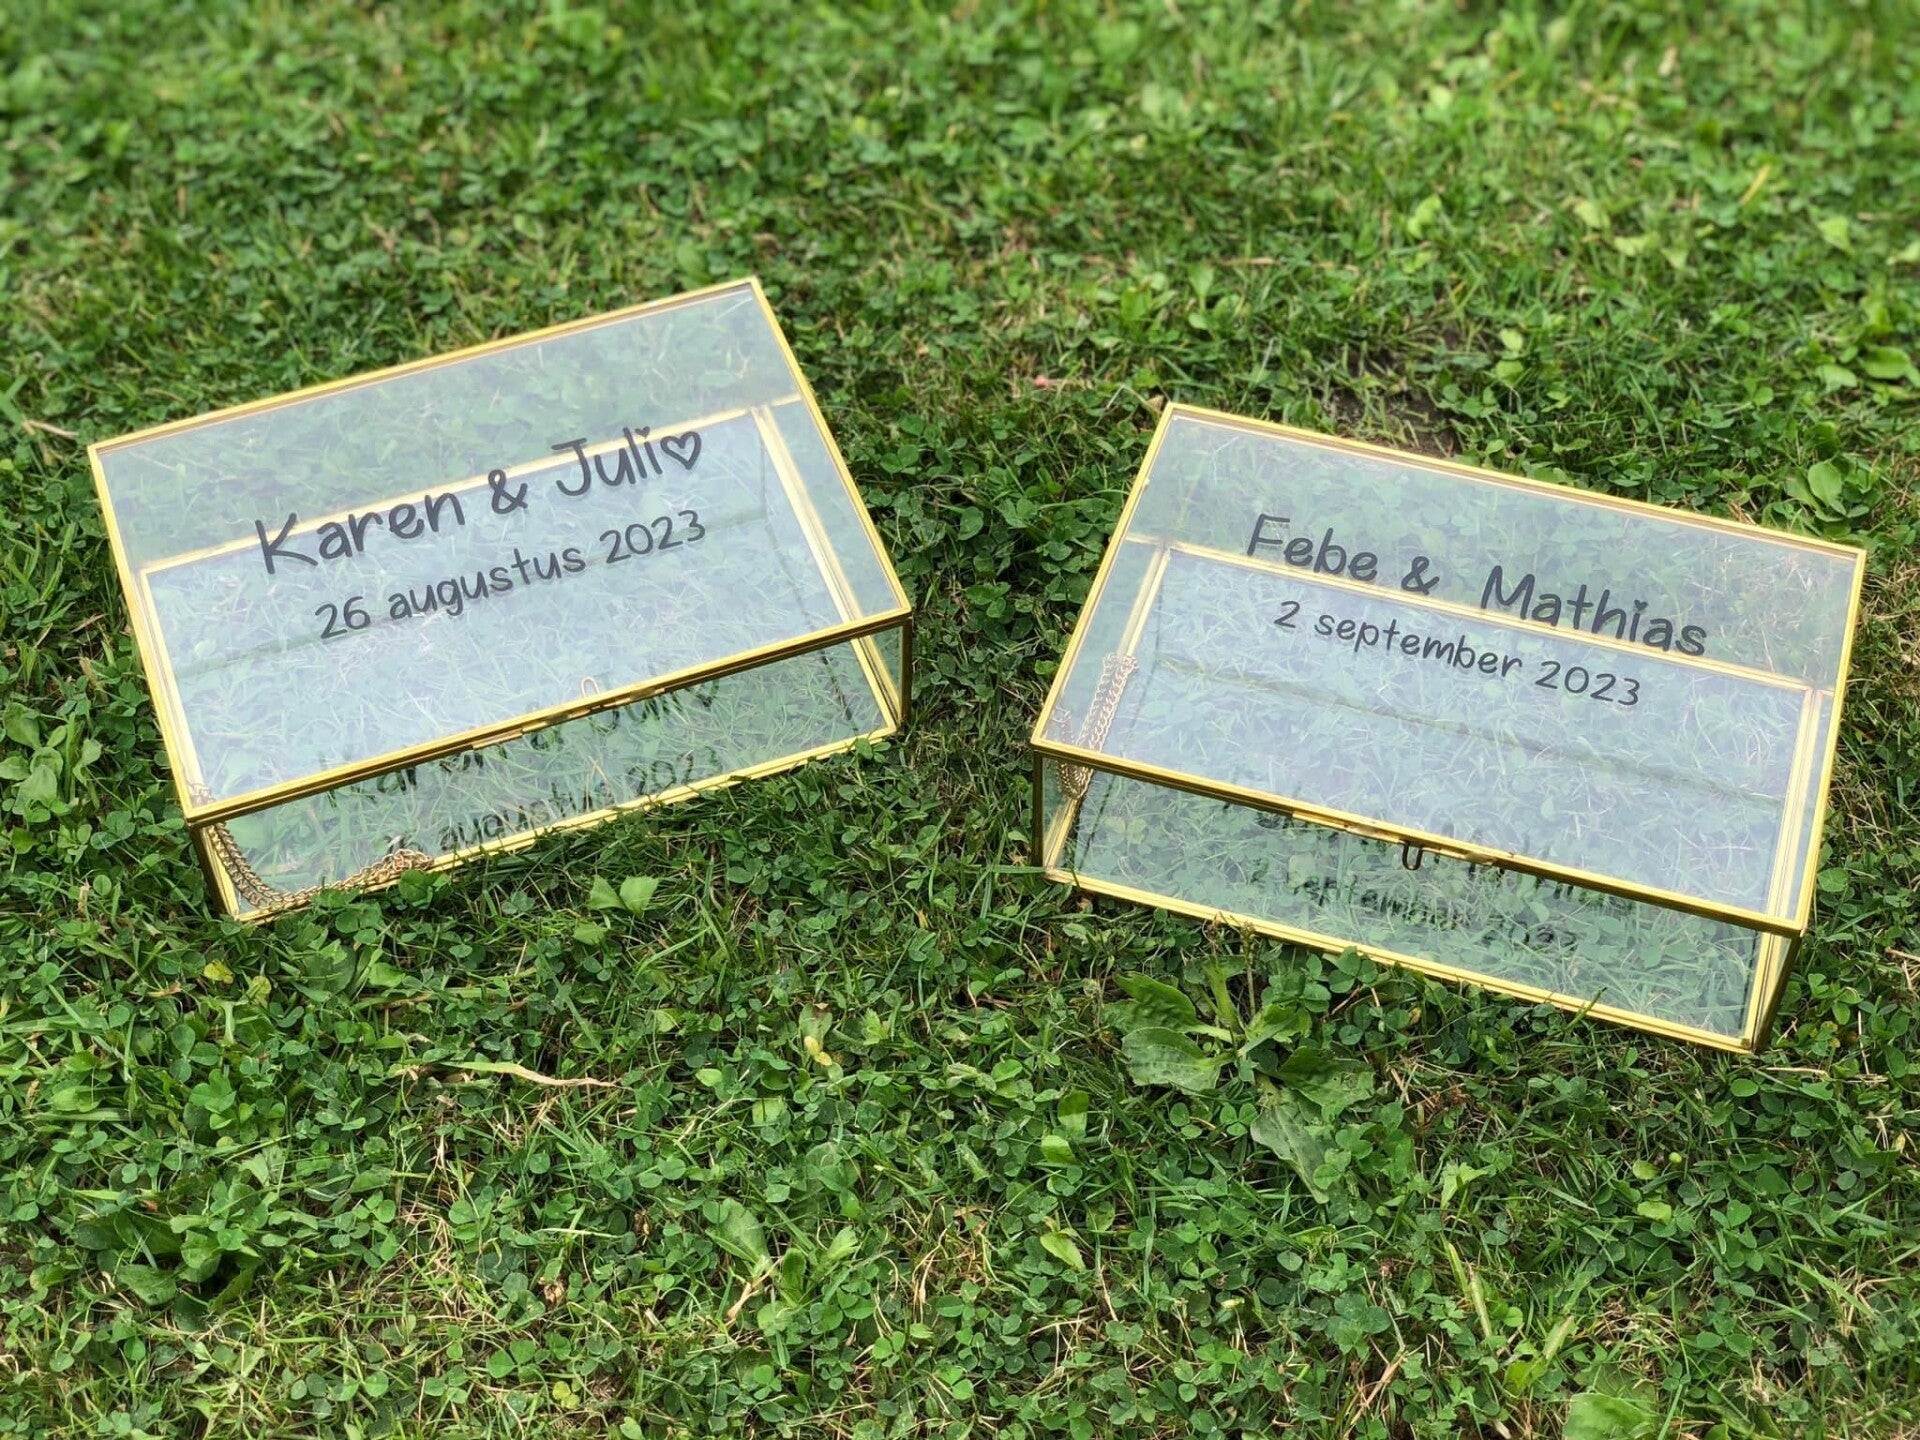 Karen & Juli♡
26 augustus 2023
Febe & Mathias
2 september 2023